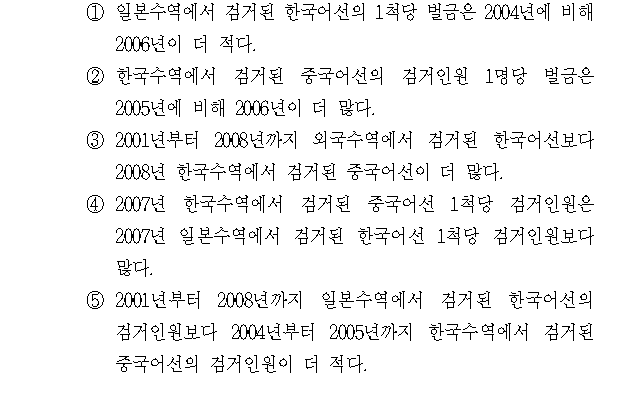 ① 일본수역에서 검거된 한국어선의 1척당 벌금은 2004년에 비해
2006년이 더 적다.
② 한국수역에서 검거된 중국어선의 검거인원 1명당 벌금은
2005년에 비해 2006년이 더 많다.
③ 2001년부터 2008년까지 외국수역에서 검거된 한국어선보다
2008년 한국수역에서 검거된 중국어선이 더 많다.
④ 2007년 한국수역에서 검거된 중국어선 1척당 검거인원은
2007년 일본수역에서 검거된 한국어선 1척당 검거인원보다
많다.
⑤ 2001년부터 2008년까지 일본수역에서 검거된 한국어선의
검거인원보다 2004년부터 2005년까지 한국수역에서 검거된
중국어선의 검거인원이 더 적다.